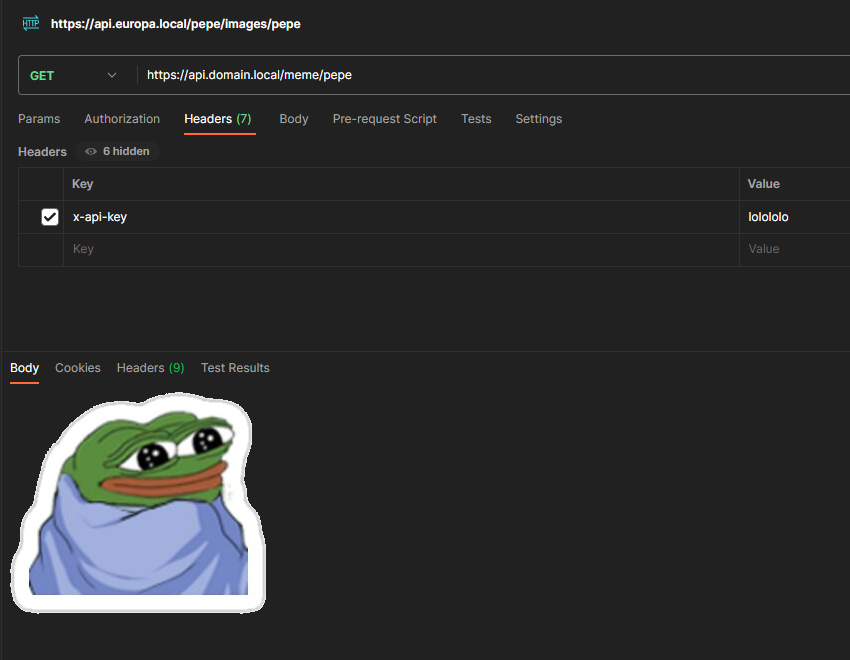 HTTP https://api.europa.local/pepe/images/pepe
GET https://api.domain.local/meme/pepe
Params Authorization Headers (7) Body Pre-request Script Tests Settings
Headers 6 hidden
Key Value
x-api-key lolololo
Key Value
Body Cookies Headers (9) Test Results